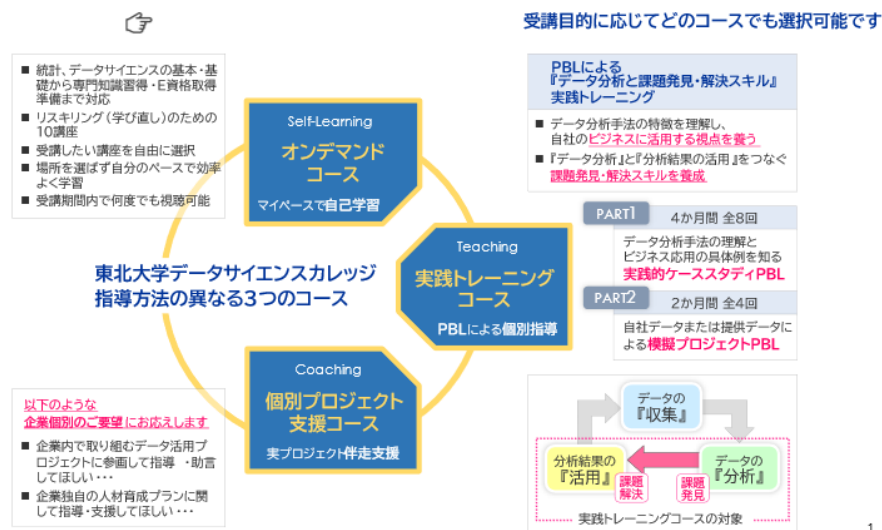 受講目的に応じてどのコースでも選択可能です
■ 統計、データサイエンスの基本・基
礎から専門知識習得・E資格取得
準備まで対応
■ リスキリング（学び直し）のための
10講座
■ 受講したい講座を自由に選択
■ 場所を選ばず自分のペースで効率
よく学習
■ 受講期間内で何度でも視聴可能
Self-Learning
オンデマンド
コース
マイペースで自己学習
東北大学データサイエンスカレッジ
指導方法の異なる3つのコース
Teaching
実践トレーニング
コース
PBLによる個別指導
Coaching
個別プロジェクト
支援コース
実プロジェクト伴走支援
以下のような
企業個別のご要望にお応えします
■ 企業内で取り組むデータ活用プ
ロジェクトに参画して指導 ・助言
してほしい・・・
■ 企業独自の人材育成プランに関
して指導・支援してほしい・・・
PBLによる
『データ分析と課題発見・解決スキル』
実践トレーニング
■ データ分析手法の特徴を理解し、
自社のビジネスに活用する視点を養う
■ 『データ分析』と『分析結果の活用』をつなぐ
課題発見・解決スキルを養成
PART1
4か月間 全8回
データ分析手法の理解と
ビジネス応用の具体例を知る
実践的ケーススタディPBL
PART2
2か月間 全4回
自社データまたは提供データに
よる模擬プロジェクトPBL
データの
『収集』
分析結果の
『活用』
課題
解決
課題
発見
データの
『分析』
実践トレーニングコースの対象
1